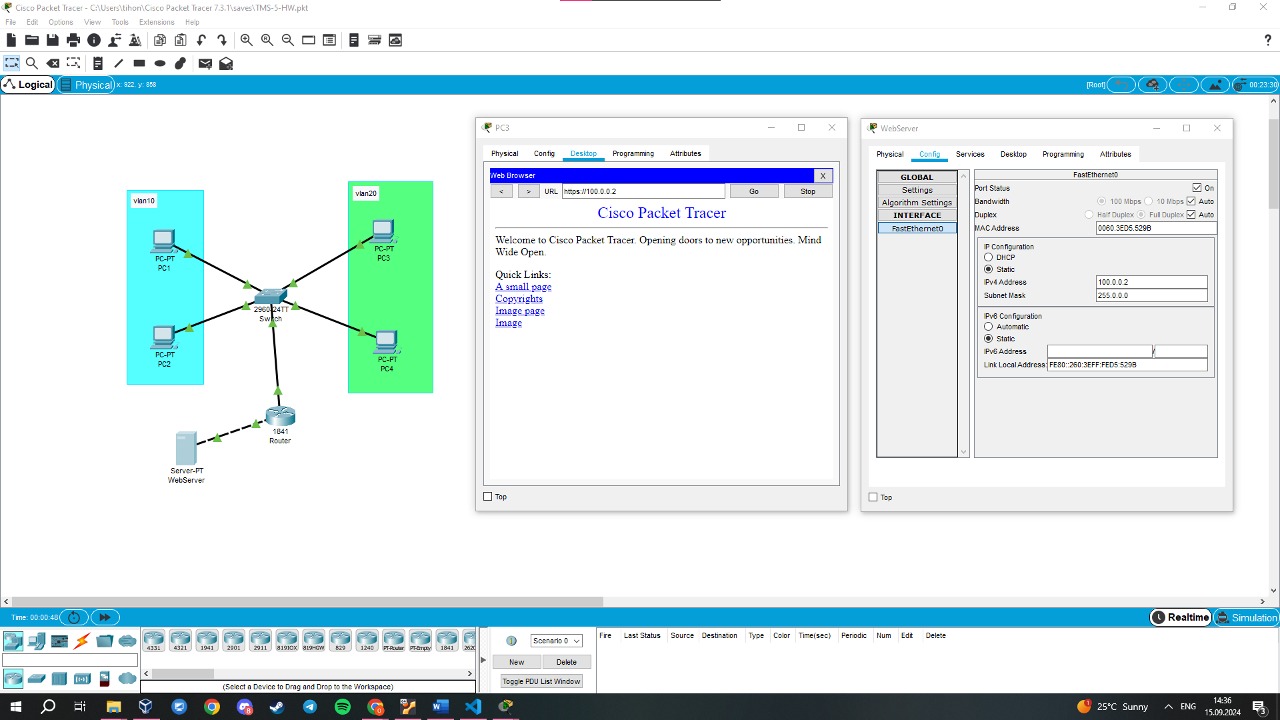 Cisco Packet Tracer - C:\Users\tihon\Cisco Packet Tracer 7.3.1\saves\TMS-5-HW.pkt
File Edit Options View Tools Extensions Help
?
Logical Physical x: 922, y: 868 [Root] 00:23:30
vlan10
PC-PT
PC1
PC-PT
PC2
vlan20
PC-PT
PC3
PC-PT
PC4
2960-24TT
Switch
1841
Router
Server-PT
WebServer
PC3
Physical Config Desktop Programming Attributes
Web Browser X
< > URL https://100.0.0.2 Go Stop
Cisco Packet Tracer
Welcome to Cisco Packet Tracer. Opening doors to new opportunities. Mind
Wide Open.
Quick Links:
A small page
Copyrights
Image page
Image
Top
WebServer
Physical Config Services Desktop Programming Attributes
GLOBAL
Settings
Algorithm Settings
INTERFACE
FastEthernet0
FastEthernet0
Port Status On
Bandwidth 100 Mbps 10 Mbps Auto
Duplex Half Duplex Full Duplex Auto
MAC Address 0060.3ED5.529B
IP Configuration
DHCP
Static
IPv4 Address 100.0.0.2
Subnet Mask 255.0.0.0
IPv6 Configuration
Automatic
Static
IPv6 Address /
Link Local Address: FE80::260:3EFF:FED5:529B
Top
Time: 00:00:48 Realtime Simulation
4331 4321 1941 2901 2911 819IOX 819HGW 829 1240 PT-Router PT-Empty 1841
(Select a Device to Drag and Drop to the Workspace)
Scenario 0
New Delete
Toggle PDU List Window
Fire Last Status Source Destination Type Color Time(sec) Periodic Num Edit Delete
25°C Sunny ENG 14:36
15.09.2024